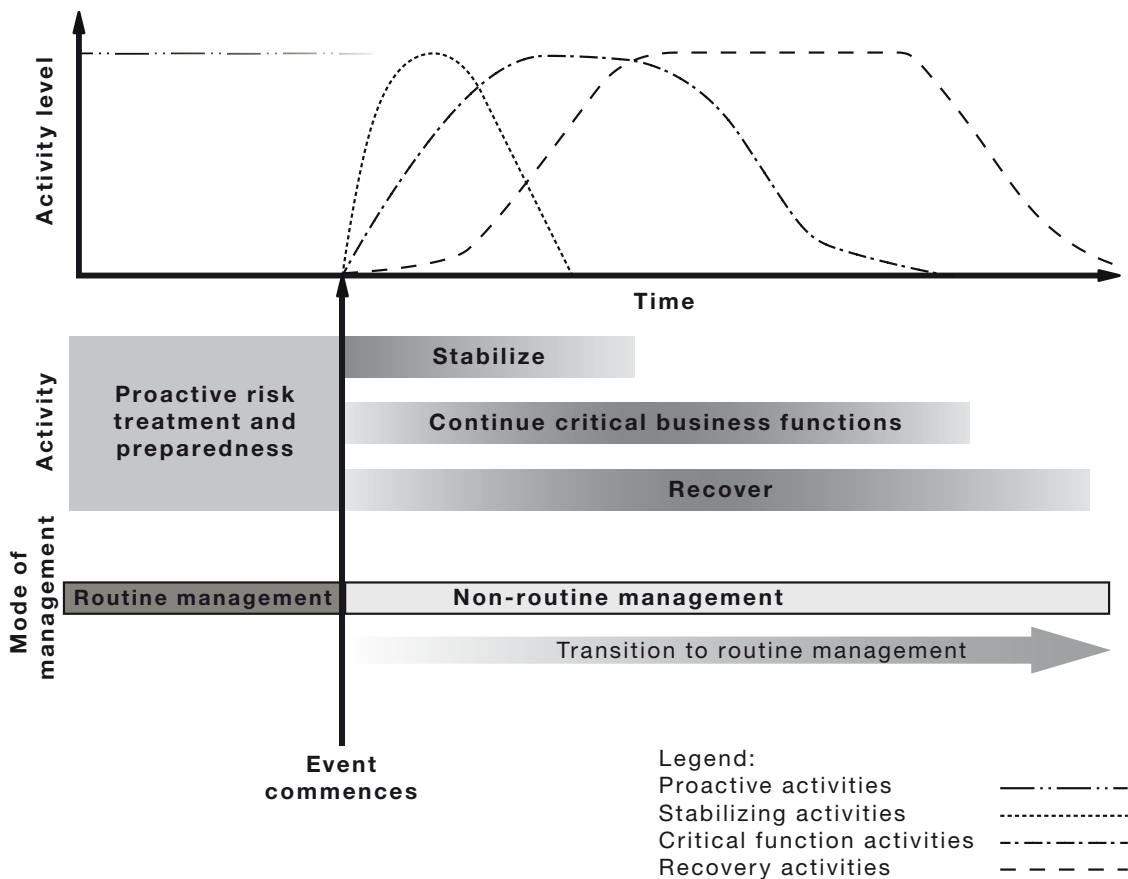 Activity level
Time
Activity
Proactive risk
treatment and
preparedness
Stabilize
Continue critical business functions
Recover
Mode of
management
Routine management
Non-routine management
Transition to routine management
Event
commences
Legend:
Proactive activities
Stabilizing activities
Critical function activities
Recovery activities